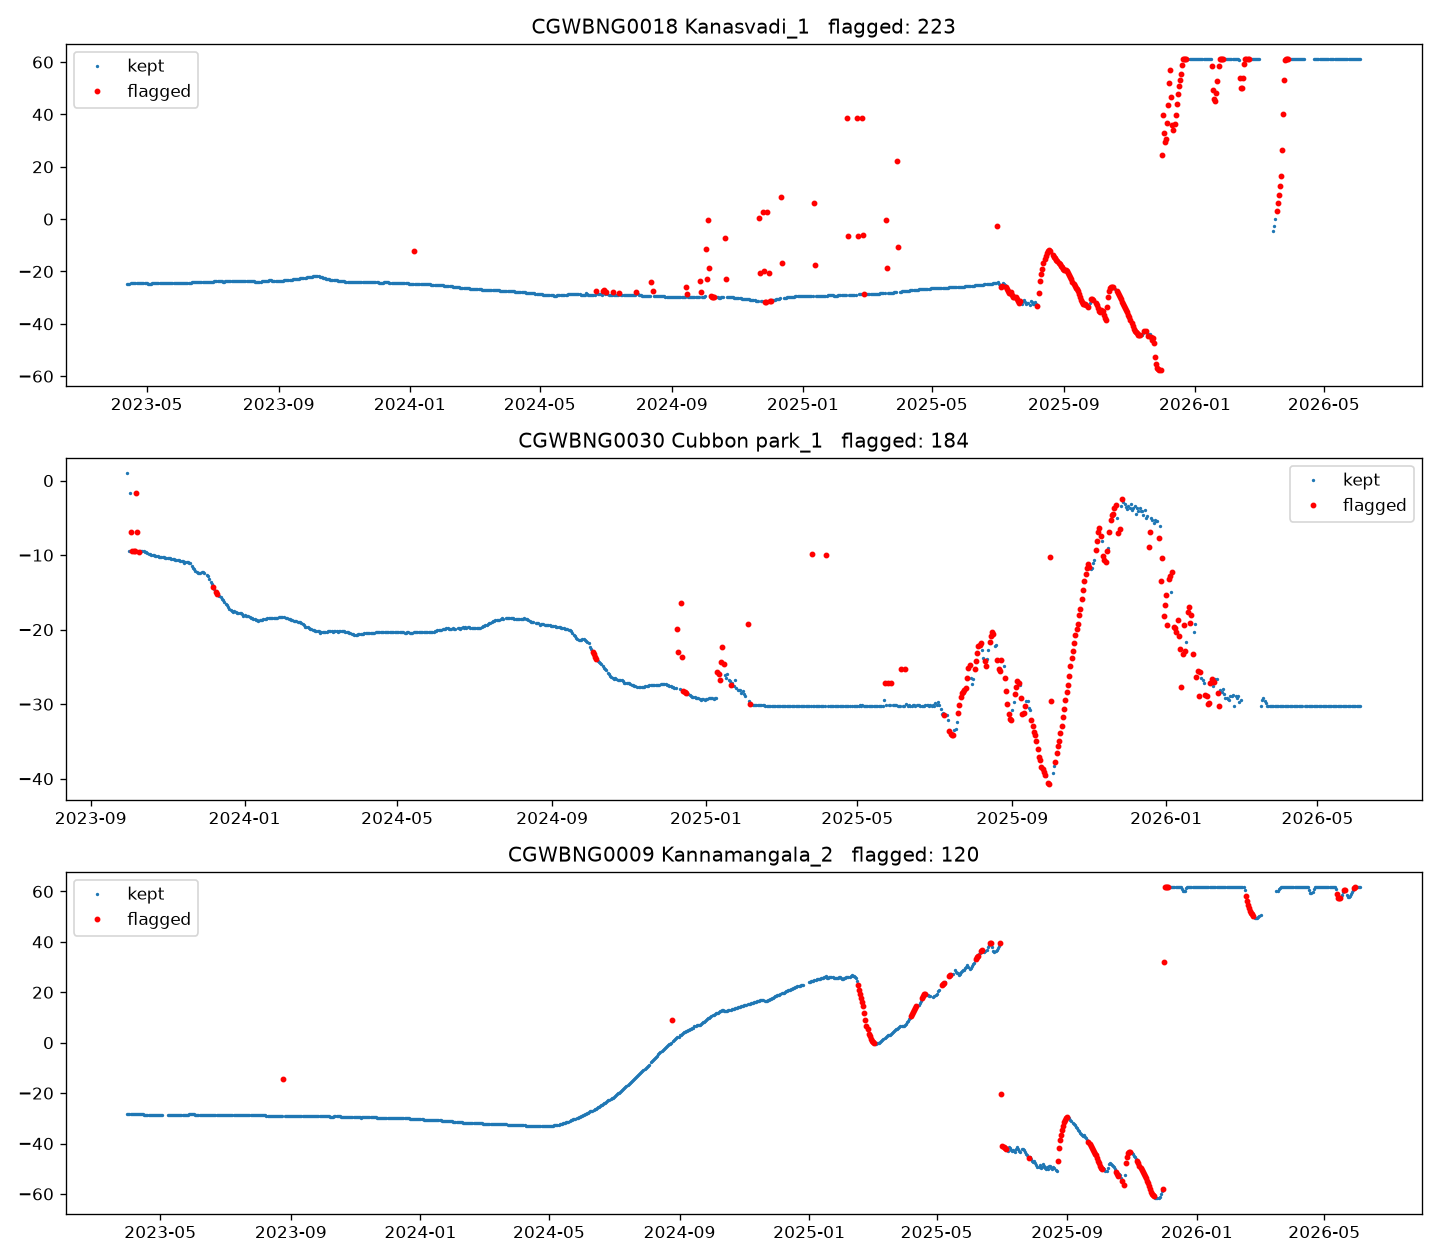 CGWBNG0018 Kanasvadi_1   flagged: 223
kept
flagged
60
40
20
0
−20
−40
−60
2023-05 2023-09 2024-01 2024-05 2024-09 2025-01 2025-05 2025-09 2026-01 2026-05
CGWBNG0030 Cubbon park_1   flagged: 184
kept
flagged
0
−10
−20
−30
−40
2023-09 2024-01 2024-05 2024-09 2025-01 2025-05 2025-09 2026-01 2026-05
CGWBNG0009 Kannamangala_2   flagged: 120
kept
flagged
60
40
20
0
−20
−40
−60
2023-05 2023-09 2024-01 2024-05 2024-09 2025-01 2025-05 2025-09 2026-01 2026-05